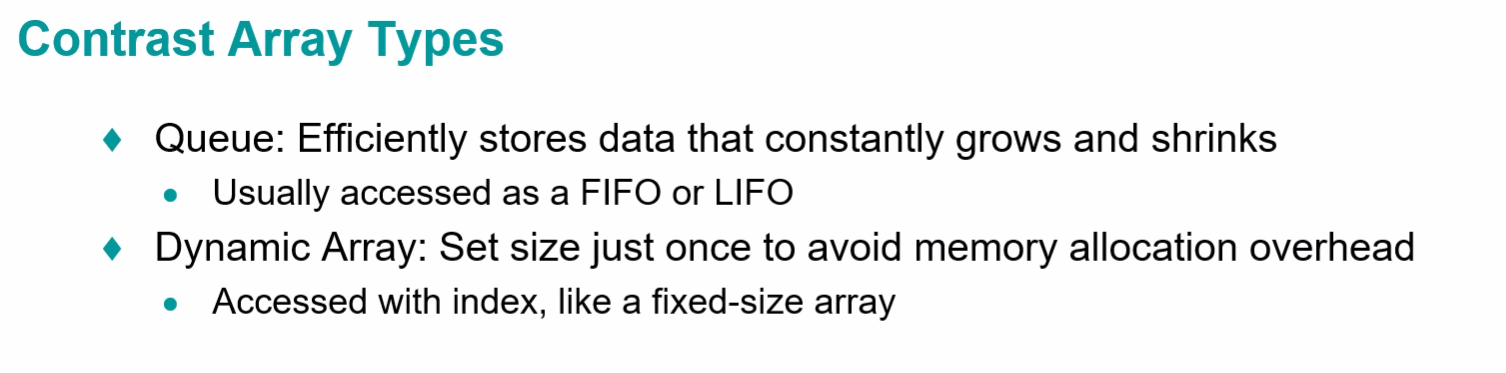 Contrast Array Types
Queue: Efficiently stores data that constantly grows and shrinks
Usually accessed as a FIFO or LIFO
Dynamic Array: Set size just once to avoid memory allocation overhead
Accessed with index, like a fixed-size array